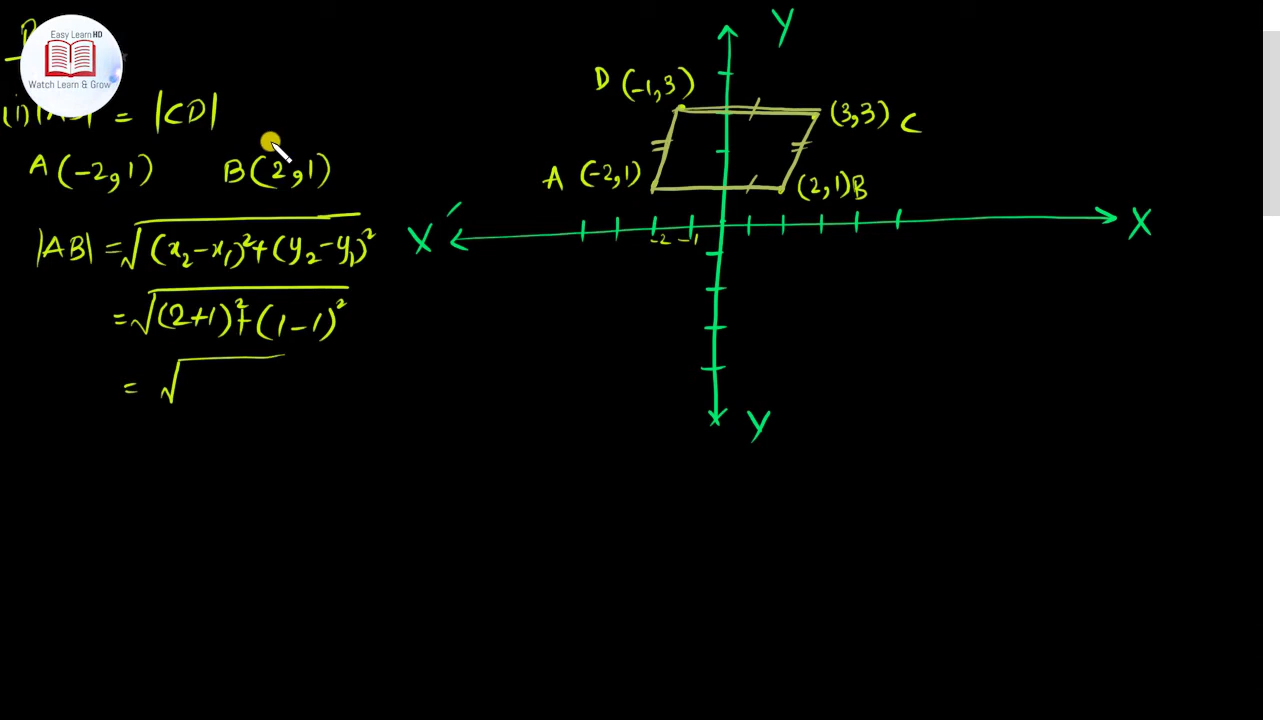 Easy Learn HD
Watch Learn & Grow
(i) |AB| = |CD|
A(-2,1) B(2,1)
|AB| = √(x₂-x₁)²+(y₂-y₁)²
= √(2+1)²+(1-1)²
= √
Y
D (-1,3)
(3,3) C
A (-2,1)
(2,1)B
X
X
-2 -1
Y